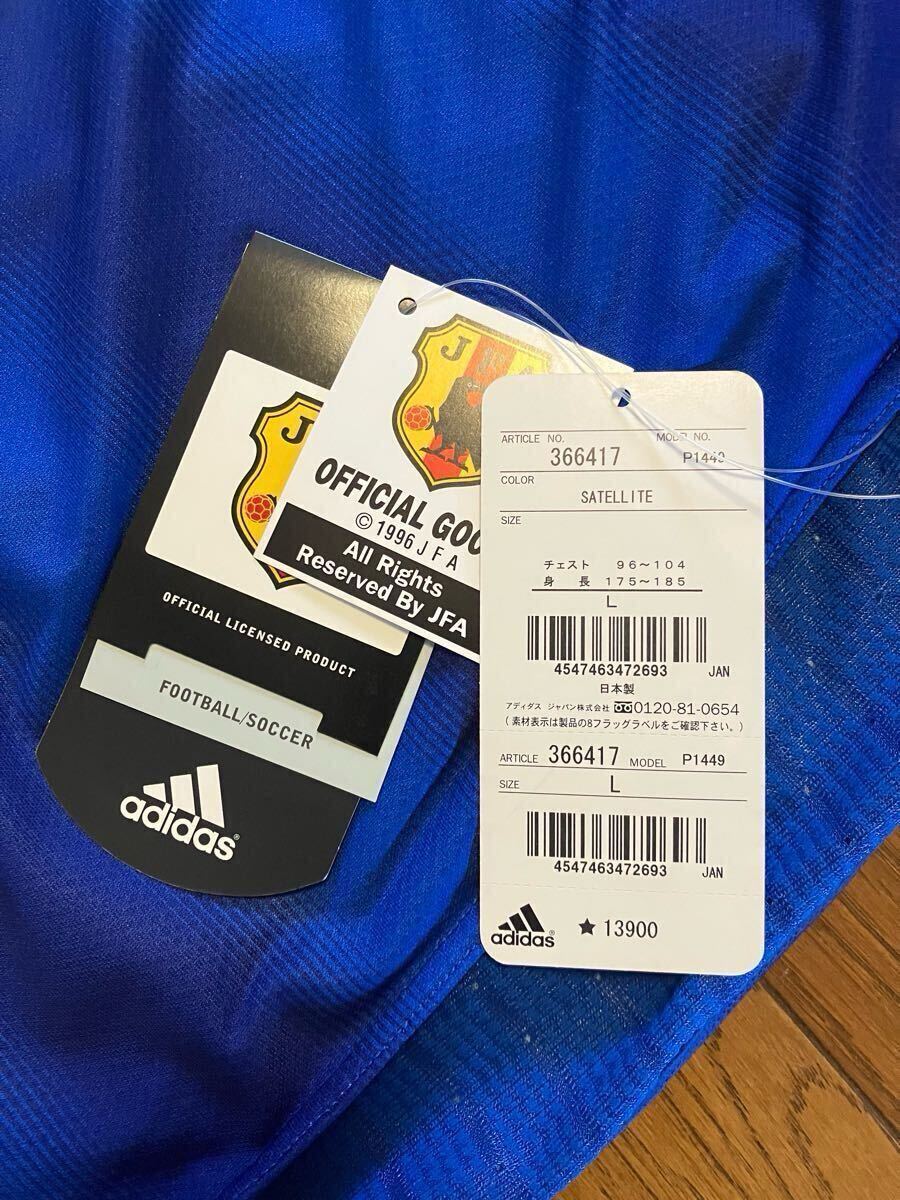 J
OFFICIAL LICENSED PRODUCT
FOOTBALL/SOCCER
adidas
J
OFFICIAL
© 1996 J F A
All Rights
Reserved By JFA
ARTICLE NO. MODEL NO.
366417 P1449
COLOR
SATELLITE
SIZE
チェスト 96～104
身 長 175～185
L
4547463472693 JAN
日本製
アディダス ジャパン株式会社 0120-81-0654
( 素材表示は製品の8フラッグラベルをご確認下さい。)
ARTICLE 366417 MODEL P1449
SIZE L
4547463472693 JAN
adidas ★ 13900